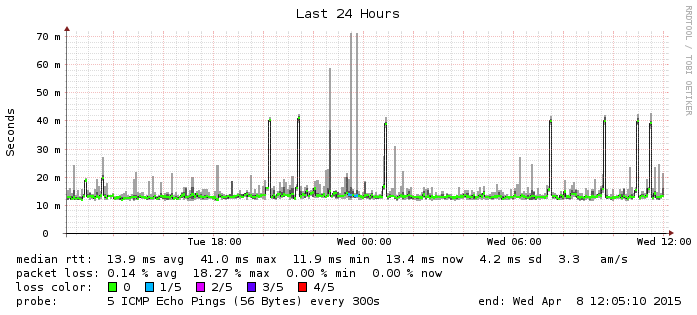 Last 24 Hours
RRDTOOL / TOBI OETIKER
Seconds
70 m
60 m
50 m
40 m
30 m
20 m
10 m
0
Tue 18:00 Wed 00:00 Wed 06:00 Wed 12:00
median rtt: 13.9 ms avg 41.0 ms max 11.9 ms min 13.4 ms now 4.2 ms sd 3.3 am/s
packet loss: 0.14 % avg 18.27 % max 0.00 % min 0.00 % now
loss color: 0 1/5 2/5 3/5 4/5
probe: 5 ICMP Echo Pings (56 Bytes) every 300s end: Wed Apr 8 12:05:10 2015